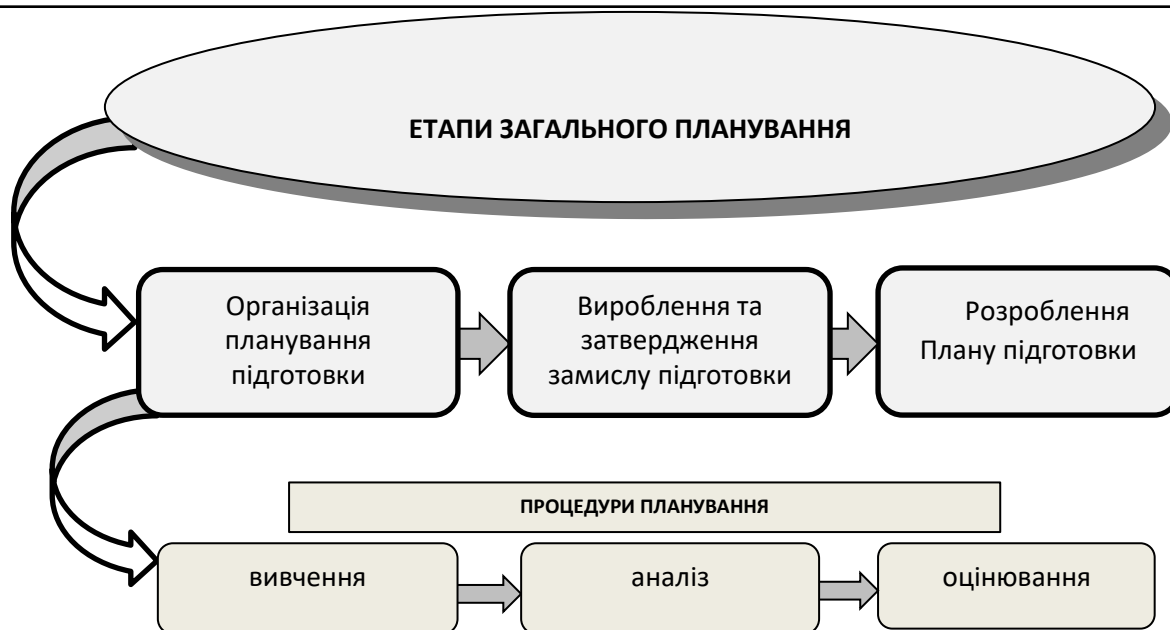 ЕТАПИ ЗАГАЛЬНОГО ПЛАНУВАННЯ
Організація
планування
підготовки
Вироблення та
затвердження
замислу підготовки
Розроблення
Плану підготовки
ПРОЦЕДУРИ ПЛАНУВАННЯ
вивчення
аналіз
оцінювання